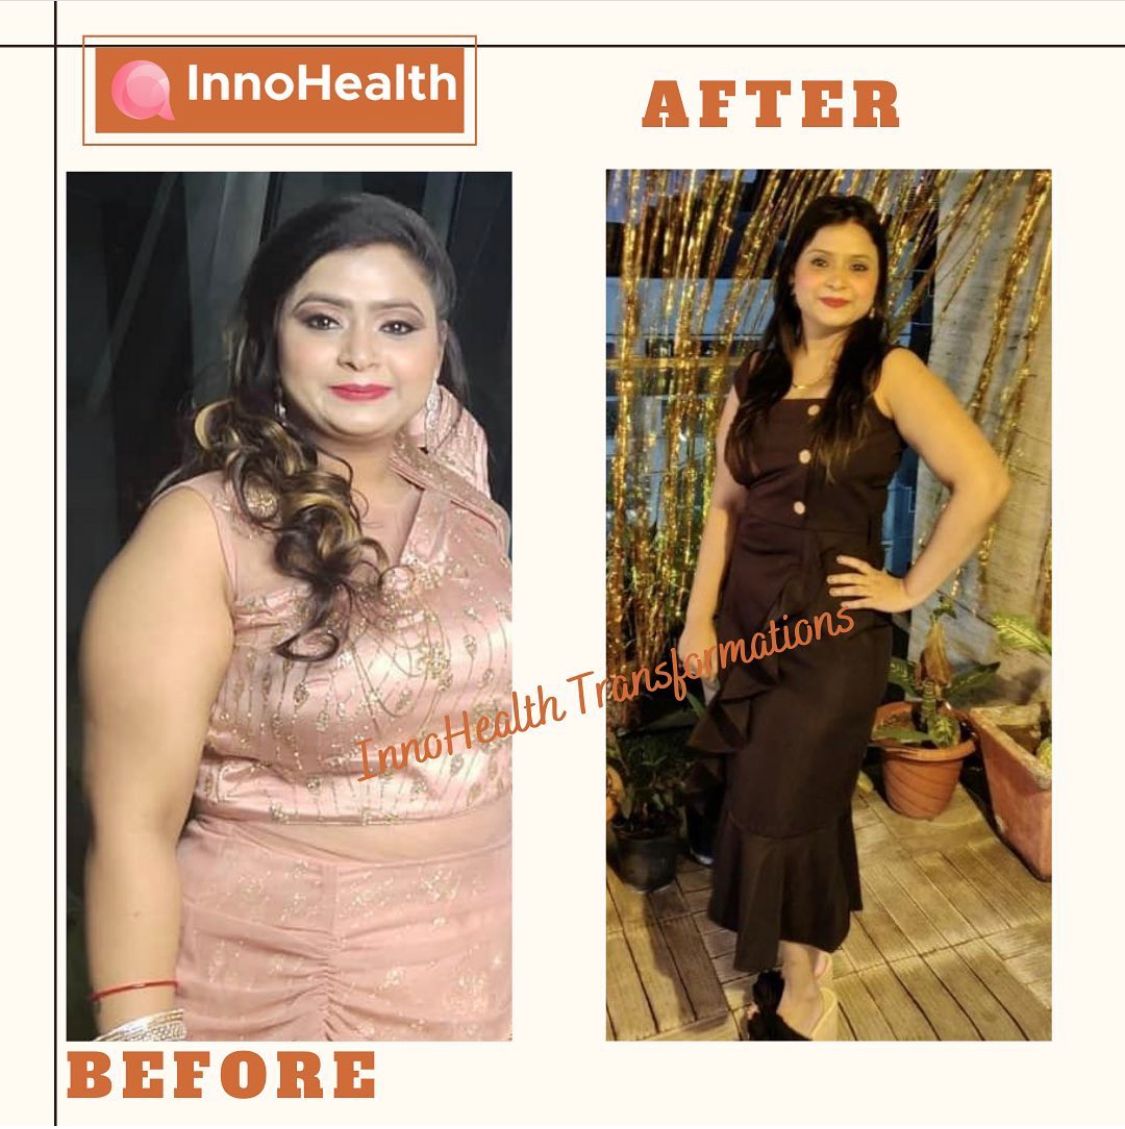 InnoHealth
AFTER
InnoHealth Transformations
BEFORE